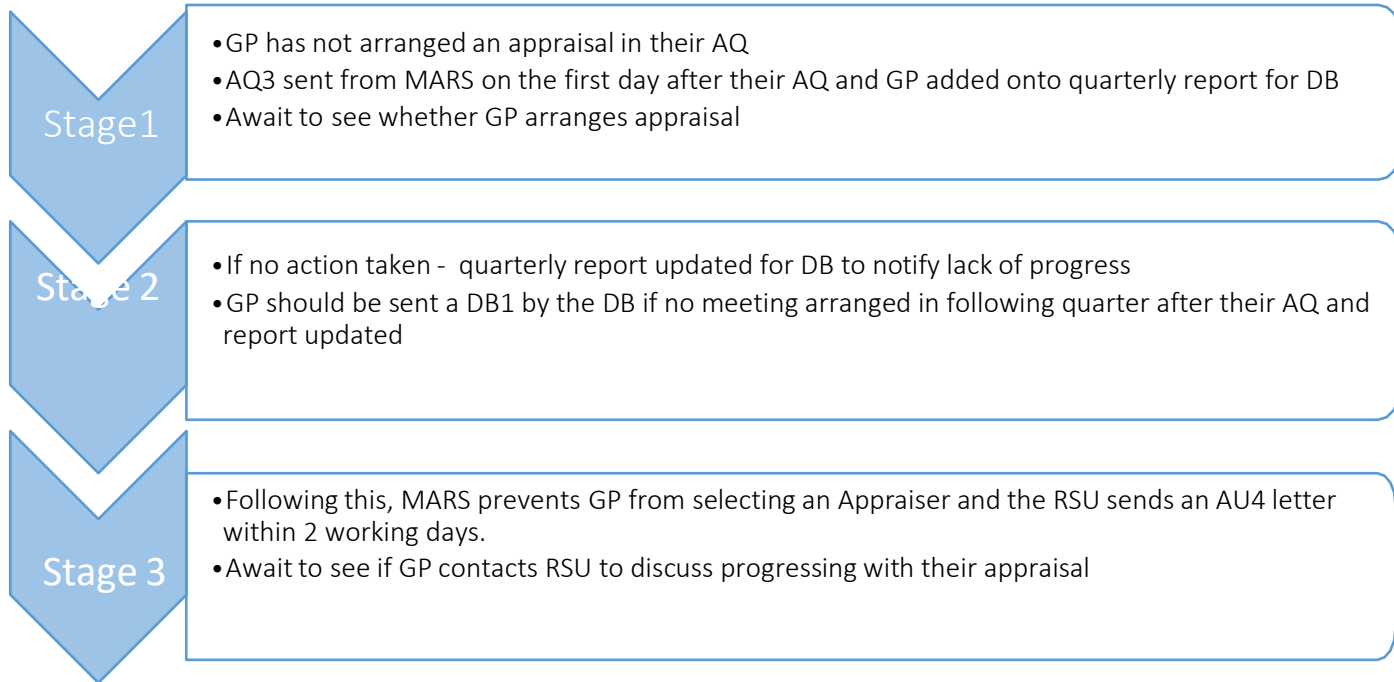 Stage1
•GP has not arranged an appraisal in their AQ
•AQ3 sent from MARS on the first day after their AQ and GP added onto quarterly report for DB
•Await to see whether GP arranges appraisal
Stage 2
•If no action taken - quarterly report updated for DB to notify lack of progress
•GP should be sent a DB1 by the DB if no meeting arranged in following quarter after their AQ and
report updated
Stage 3
•Following this, MARS prevents GP from selecting an Appraiser and the RSU sends an AU4 letter
within 2 working days.
•Await to see if GP contacts RSU to discuss progressing with their appraisal